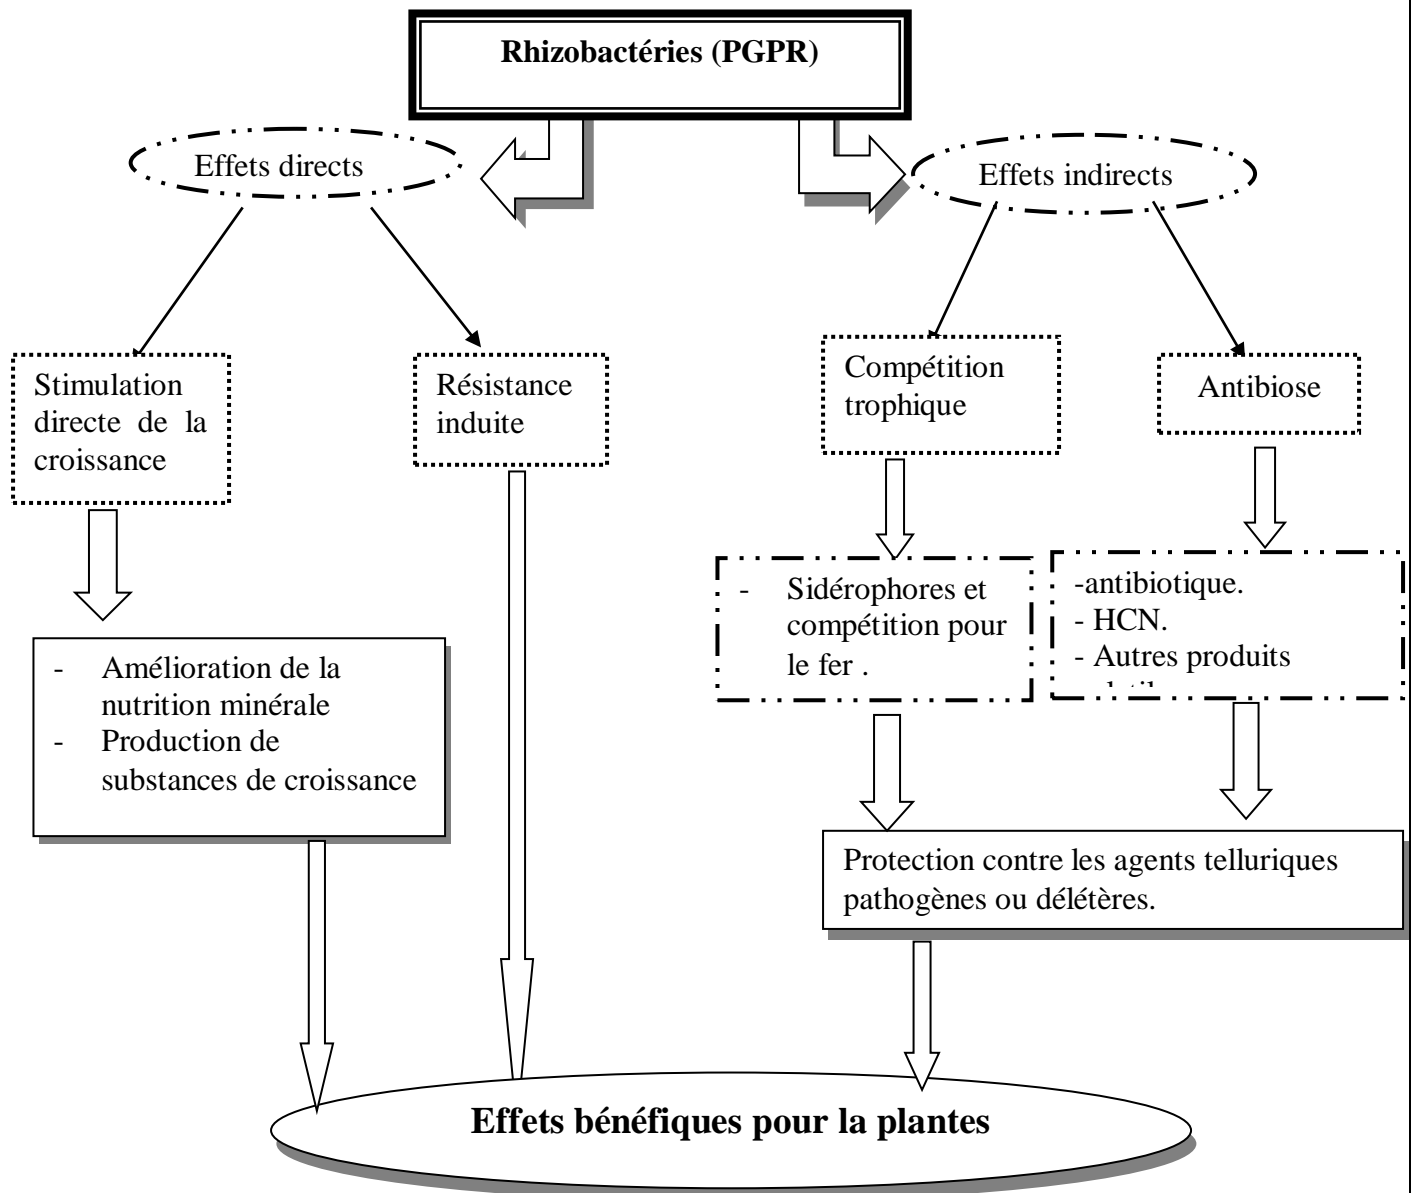 Rhizobactéries (PGPR)
Effets directs
Effets indirects
Stimulation
directe de la
croissance
Résistance
induite
Compétition
trophique
Antibiose
- Amélioration de la
nutrition minérale
- Production de
substances de croissance
- Sidérophores et
compétition pour
le fer .
-antibiotique.
- HCN.
- Autres produits
Protection contre les agents telluriques
pathogènes ou délétères.
Effets bénéfiques pour la plantes